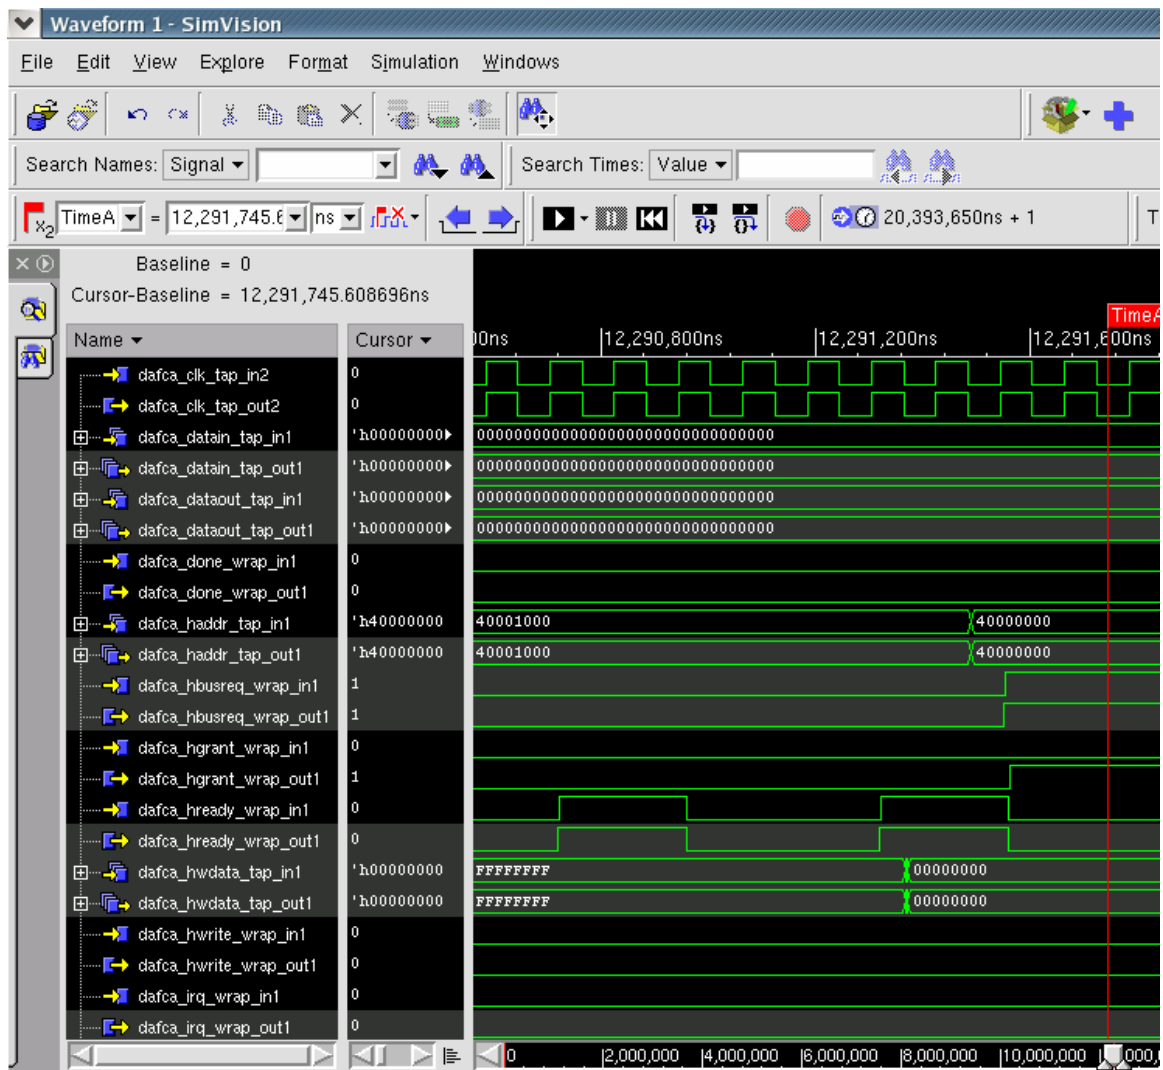 Waveform 1 - SimVision
File Edit View Explore Format Simulation Windows
Search Names: Signal Search Times: Value
x2 TimeA = 12,291,745.6 ns 20,393,650ns + 1 T
Baseline = 0
Cursor-Baseline = 12,291,745.608696ns
TimeA
Name Cursor 00ns 12,290,800ns 12,291,200ns 12,291,600ns
dafca_clk_tap_in2 0
dafca_clk_tap_out2 0
dafca_datain_tap_in1 'h00000000 00000000000000000000000000000000
dafca_datain_tap_out1 'h00000000 00000000000000000000000000000000
dafca_dataout_tap_in1 'h00000000 00000000000000000000000000000000
dafca_dataout_tap_out1 'h00000000 00000000000000000000000000000000
dafca_done_wrap_in1 0
dafca_done_wrap_out1 0
dafca_haddr_tap_in1 'h40000000 40001000 40000000
dafca_haddr_tap_out1 'h40000000 40001000 40000000
dafca_hbusreq_wrap_in1 1
dafca_hbusreq_wrap_out1 1
dafca_hgrant_wrap_in1 0
dafca_hgrant_wrap_out1 1
dafca_hready_wrap_in1 0
dafca_hready_wrap_out1 0
dafca_hwdata_tap_in1 'h00000000 FFFFFFFF 00000000
dafca_hwdata_tap_out1 'h00000000 FFFFFFFF 00000000
dafca_hwrite_wrap_in1 0
dafca_hwrite_wrap_out1 0
dafca_irq_wrap_in1 0
dafca_irq_wrap_out1 0
0 2,000,000 4,000,000 6,000,000 8,000,000 10,000,000 000,